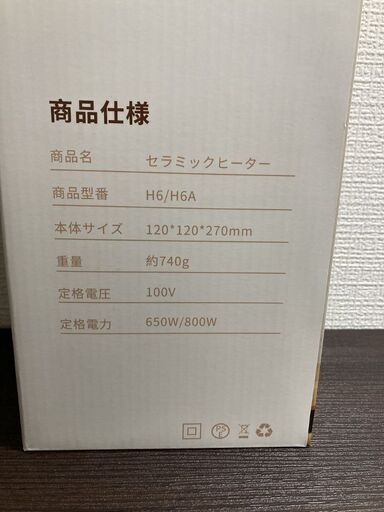 商品仕様
商品名 セラミックヒーター
商品型番 H6/H6A
本体サイズ 120*120*270mm
重量 約740g
定格電圧 100V
定格電力 650W/800W
PS
E